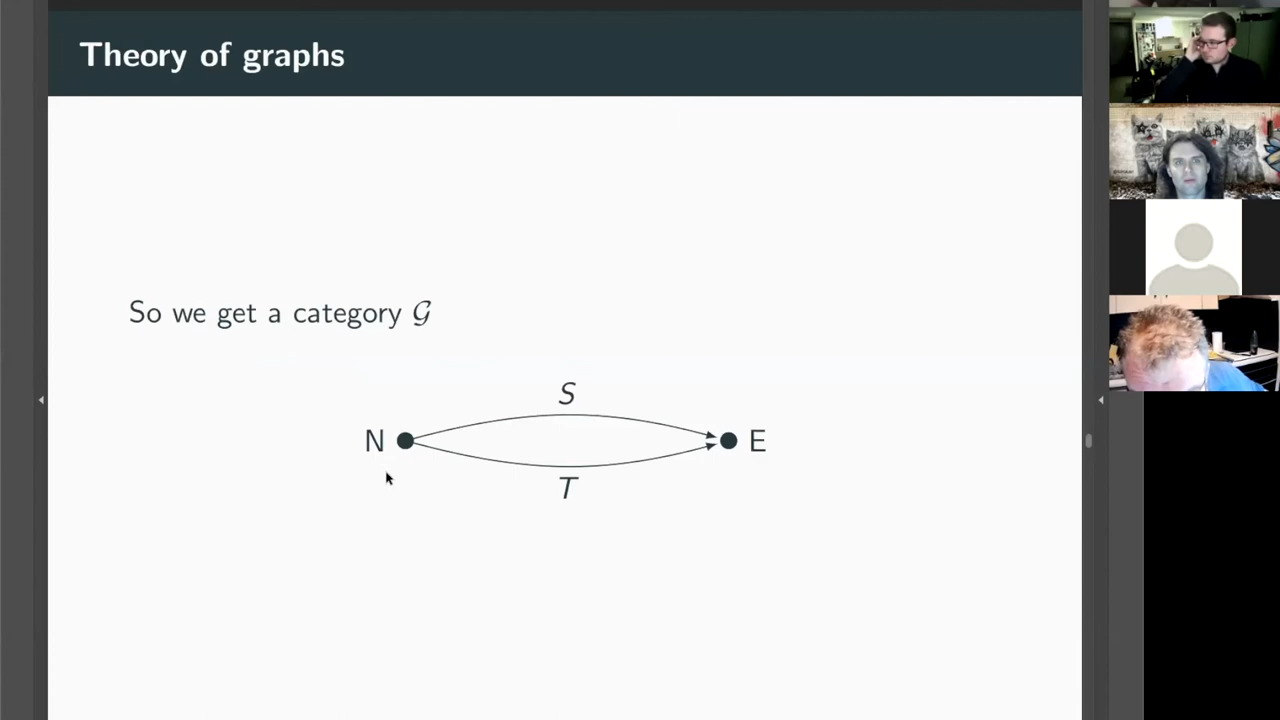 Theory of graphs
So we get a category 𝒢
S
N E
T